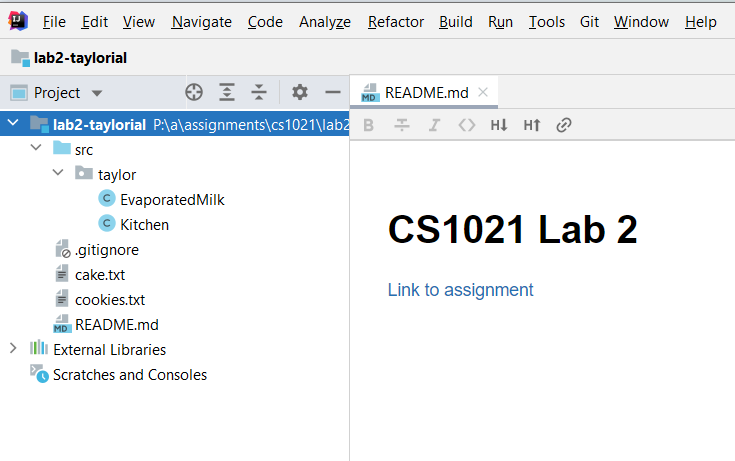 File Edit View Navigate Code Analyze Refactor Build Run Tools Git Window Help
lab2-taylorial
Project
README.md
lab2-taylorial P:\a\assignments\cs1021\lab2
src
taylor
EvaporatedMilk
Kitchen
.gitignore
cake.txt
cookies.txt
README.md
External Libraries
Scratches and Consoles
B I <> H↓ H↑
CS1021 Lab 2
Link to assignment